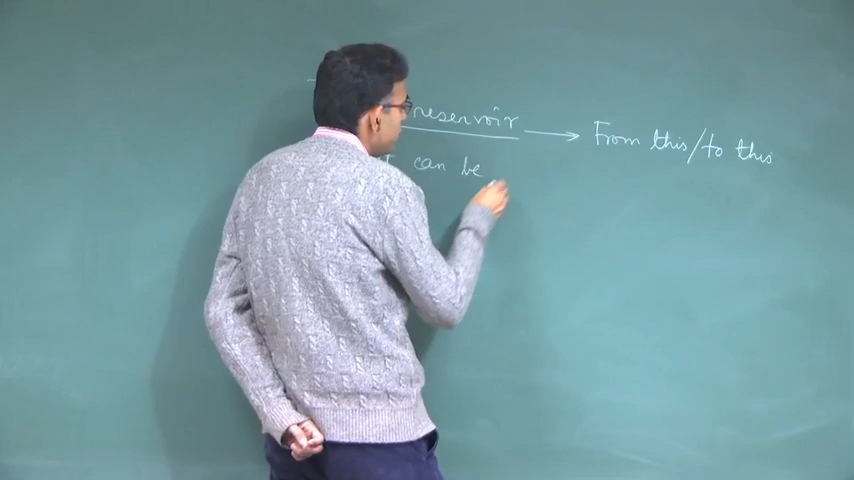 reservoir → From this/to this
can be